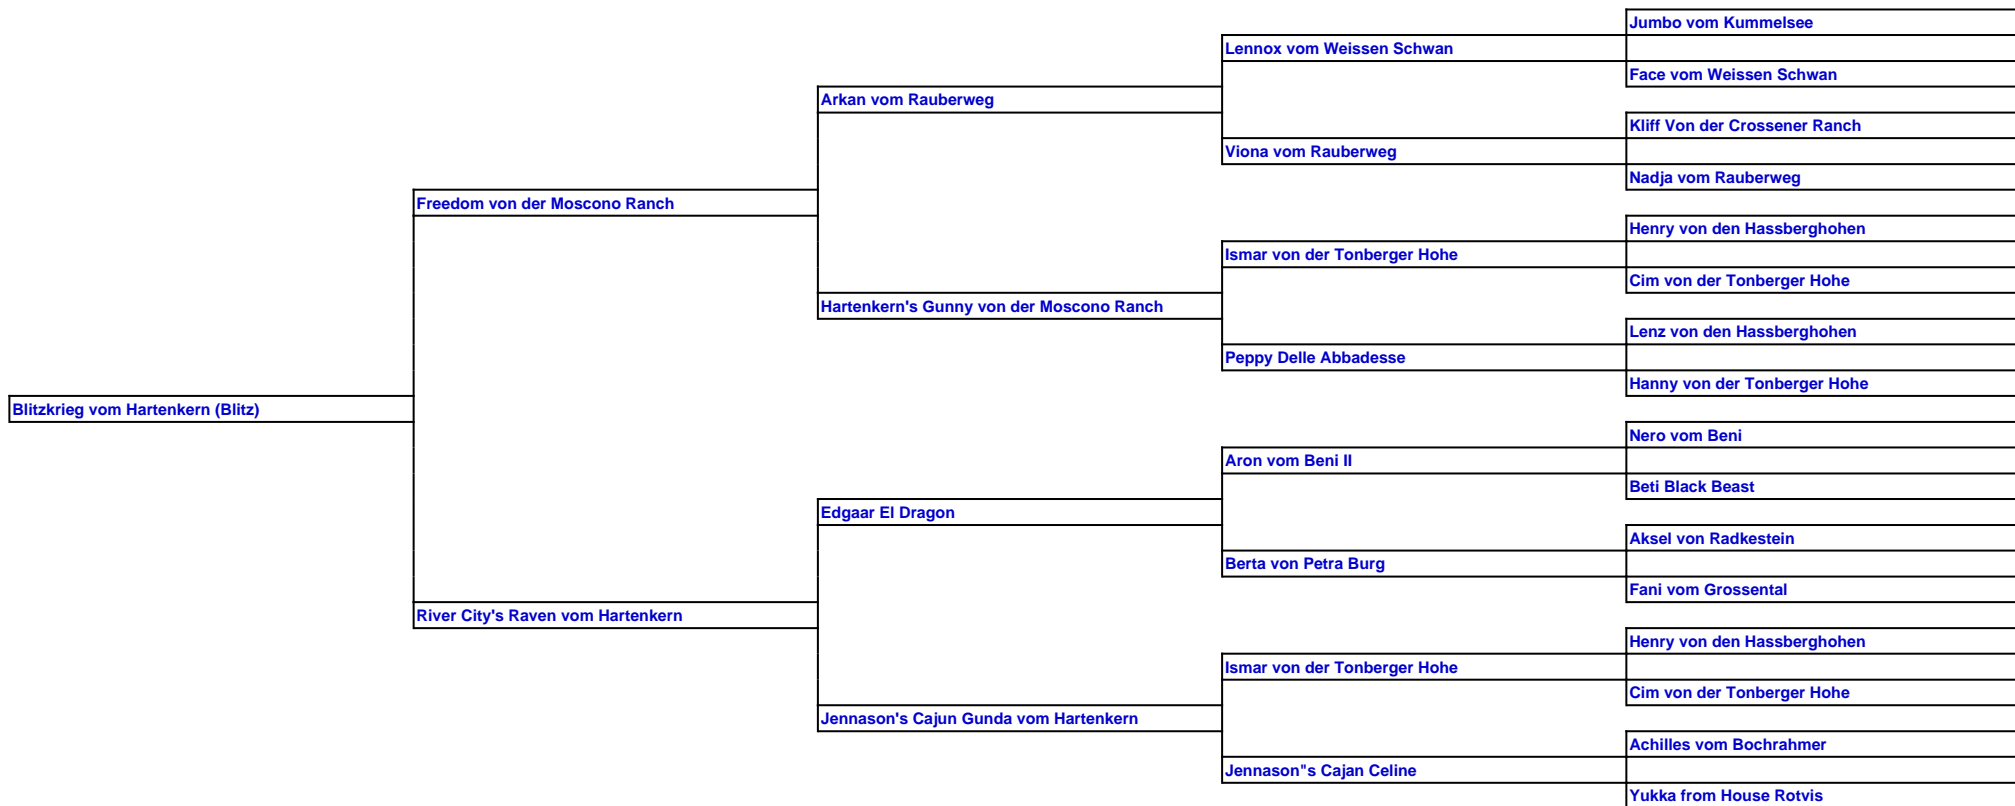 Jumbo vom Kummelsee
Lennox vom Weissen Schwan
Face vom Weissen Schwan
Arkan vom Rauberweg
Kliff Von der Crossener Ranch
Viona vom Rauberweg
Nadja vom Rauberweg
Freedom von der Moscono Ranch
Henry von den Hassberghohen
Ismar von der Tonberger Hohe
Cim von der Tonberger Hohe
Hartenkern's Gunny von der Moscono Ranch
Lenz von den Hassberghohen
Peppy Delle Abbadesse
Hanny von der Tonberger Hohe
Blitzkrieg vom Hartenkern (Blitz)
Nero vom Beni
Aron vom Beni II
Beti Black Beast
Edgaar El Dragon
Aksel von Radkestein
Berta von Petra Burg
Fani vom Grossental
River City's Raven vom Hartenkern
Henry von den Hassberghohen
Ismar von der Tonberger Hohe
Cim von der Tonberger Hohe
Jennason's Cajun Gunda vom Hartenkern
Achilles vom Bochrahmer
Jennason"s Cajan Celine
Yukka from House Rotvis